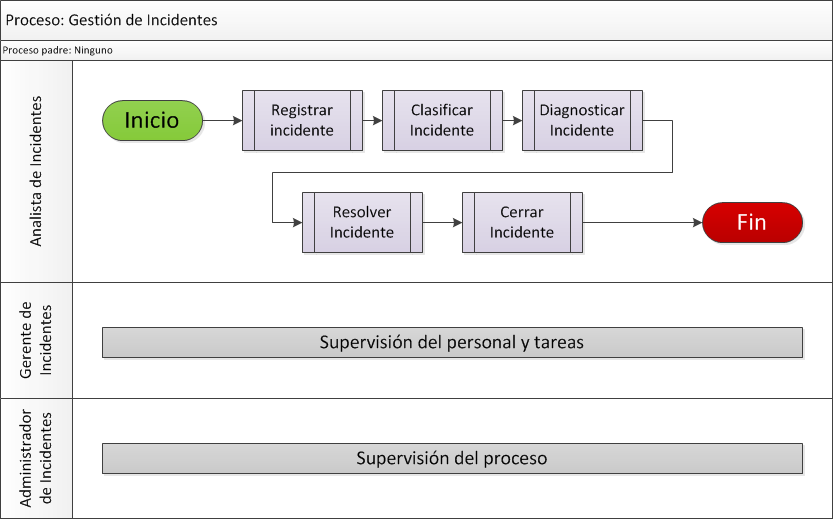 Proceso: Gestión de Incidentes
Proceso padre: Ninguno
Analista de Incidentes
Inicio
Registrar
incidente
Clasificar
Incidente
Diagnosticar
Incidente
Resolver
Incidente
Cerrar
Incidente
Fin
Gerente de
Incidentes
Supervisión del personal y tareas
Administrador
de Incidentes
Supervisión del proceso